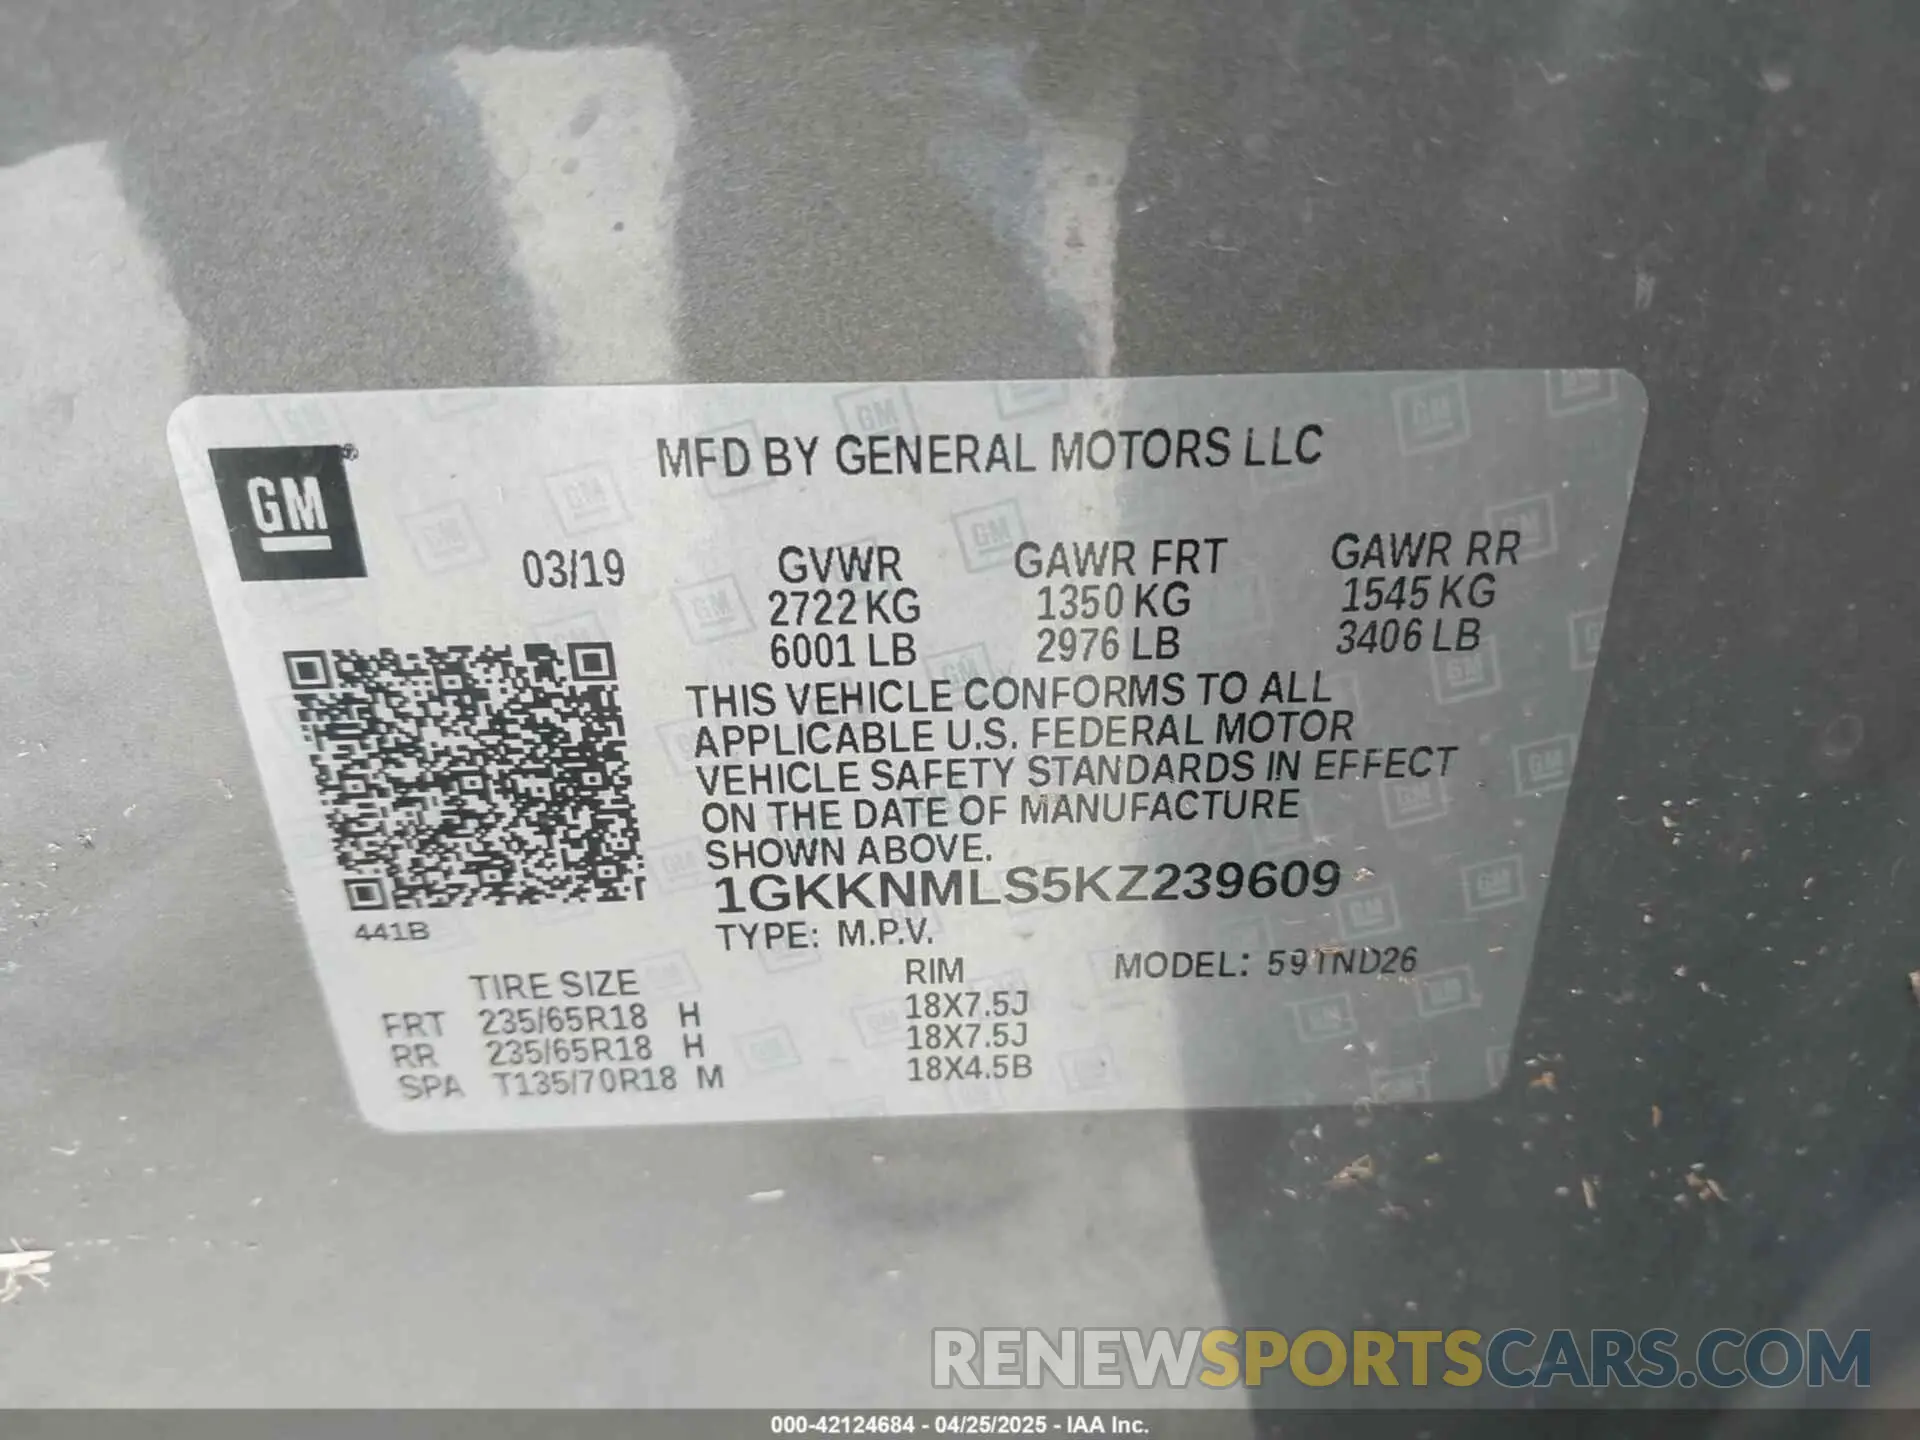 MFD BY GENERAL MOTORS LLC
GM ®
03/19 GVWR GAWR FRT GAWR RR
2722 KG 1350 KG 1545 KG
6001 LB 2976 LB 3406 LB
THIS VEHICLE CONFORMS TO ALL
APPLICABLE U.S. FEDERAL MOTOR
VEHICLE SAFETY STANDARDS IN EFFECT
ON THE DATE OF MANUFACTURE
SHOWN ABOVE.
1GKKNMLS5KZ239609
441B
TYPE: M.P.V. MODEL:
TIRE SIZE RIM
FRT 235/65R18 H 18X7.5J
RR 235/65R18 H 18X7.5J
SPA T135/70R18 M 18X4.5B
RENEWSPORTSCARS.COM
000-42124684 - 04/25/2025 - IAA Inc.